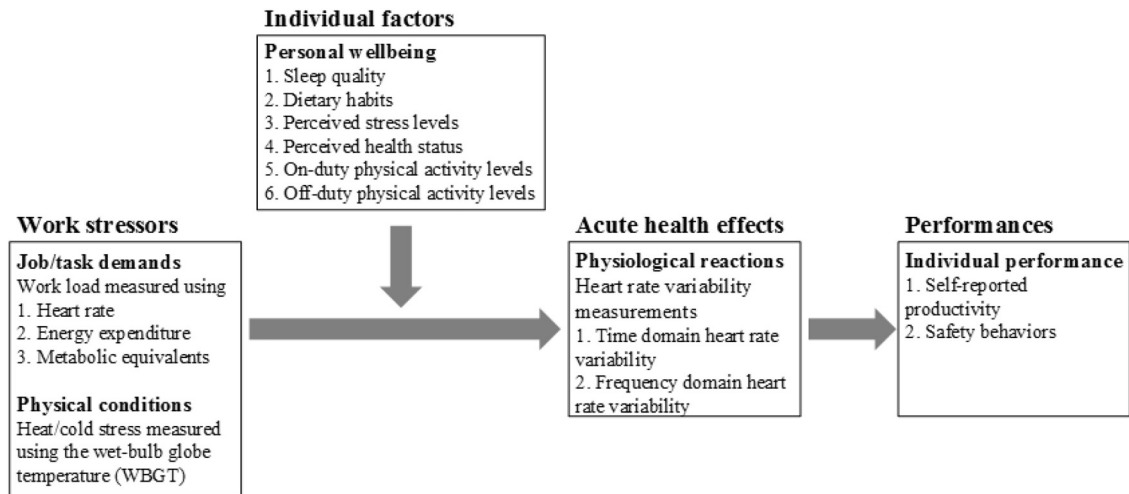 Individual factors
Personal wellbeing
1. Sleep quality
2. Dietary habits
3. Perceived stress levels
4. Perceived health status
5. On-duty physical activity levels
6. Off-duty physical activity levels
Work stressors
Job/task demands
Work load measured using
1. Heart rate
2. Energy expenditure
3. Metabolic equivalents
Physical conditions
Heat/cold stress measured
using the wet-bulb globe
temperature (WBGT)
Acute health effects
Physiological reactions
Heart rate variability
measurements
1. Time domain heart rate
variability
2. Frequency domain heart
rate variability
Performances
Individual performance
1. Self-reported
productivity
2. Safety behaviors